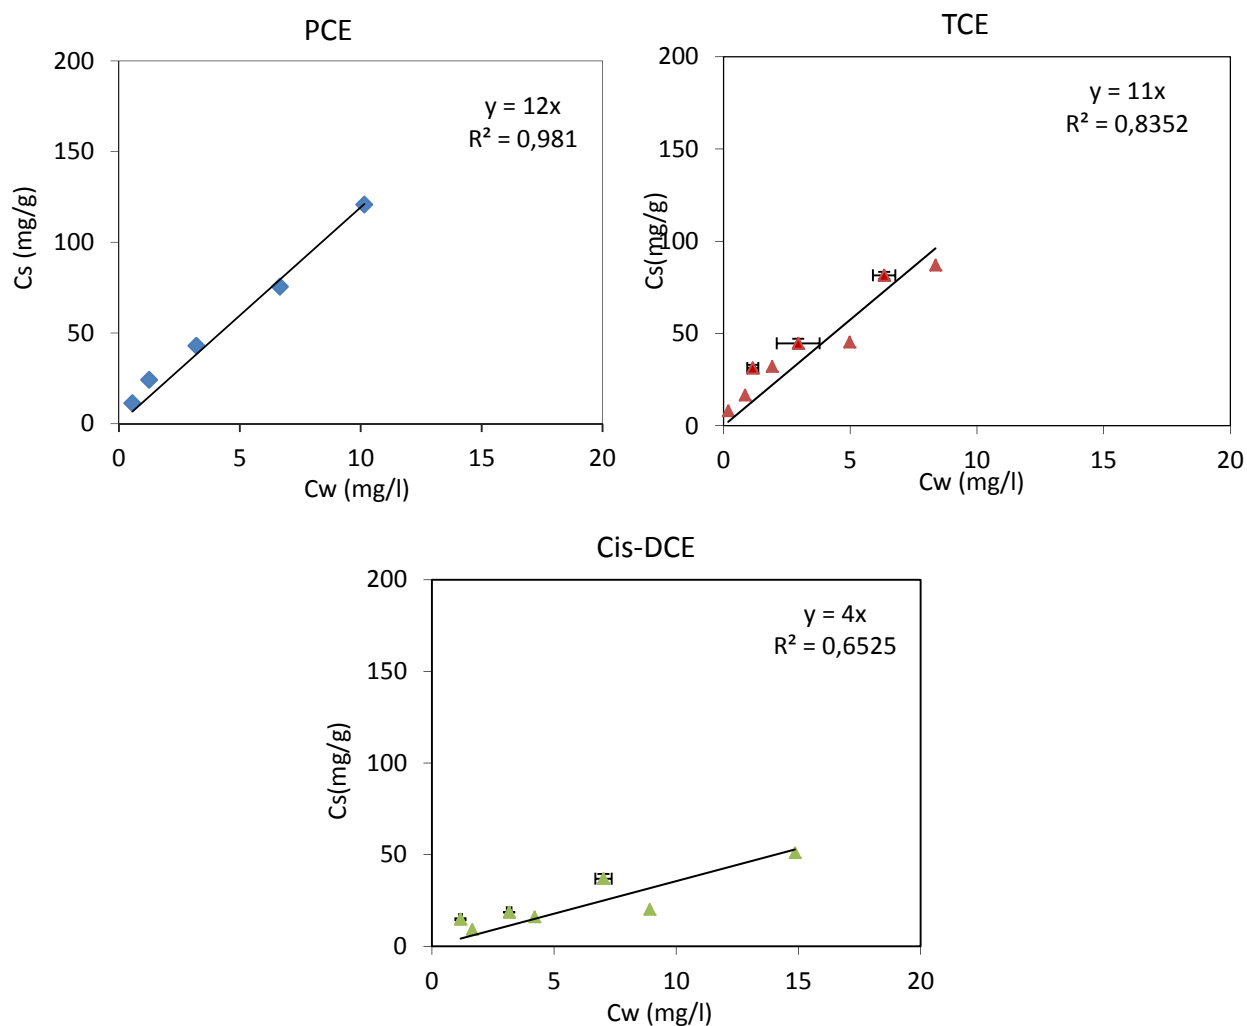 PCE
200
150
100
50
0
Cs (mg/g)
y = 12x
R² = 0,981
0 5 10 15 20
Cw (mg/l)
TCE
200
150
100
50
0
Cs(mg/g)
y = 11x
R² = 0,8352
0 5 10 15 20
Cw (mg/l)
Cis-DCE
200
150
100
50
0
Cs(mg/g)
y = 4x
R² = 0,6525
0 5 10 15 20
Cw (mg/l)